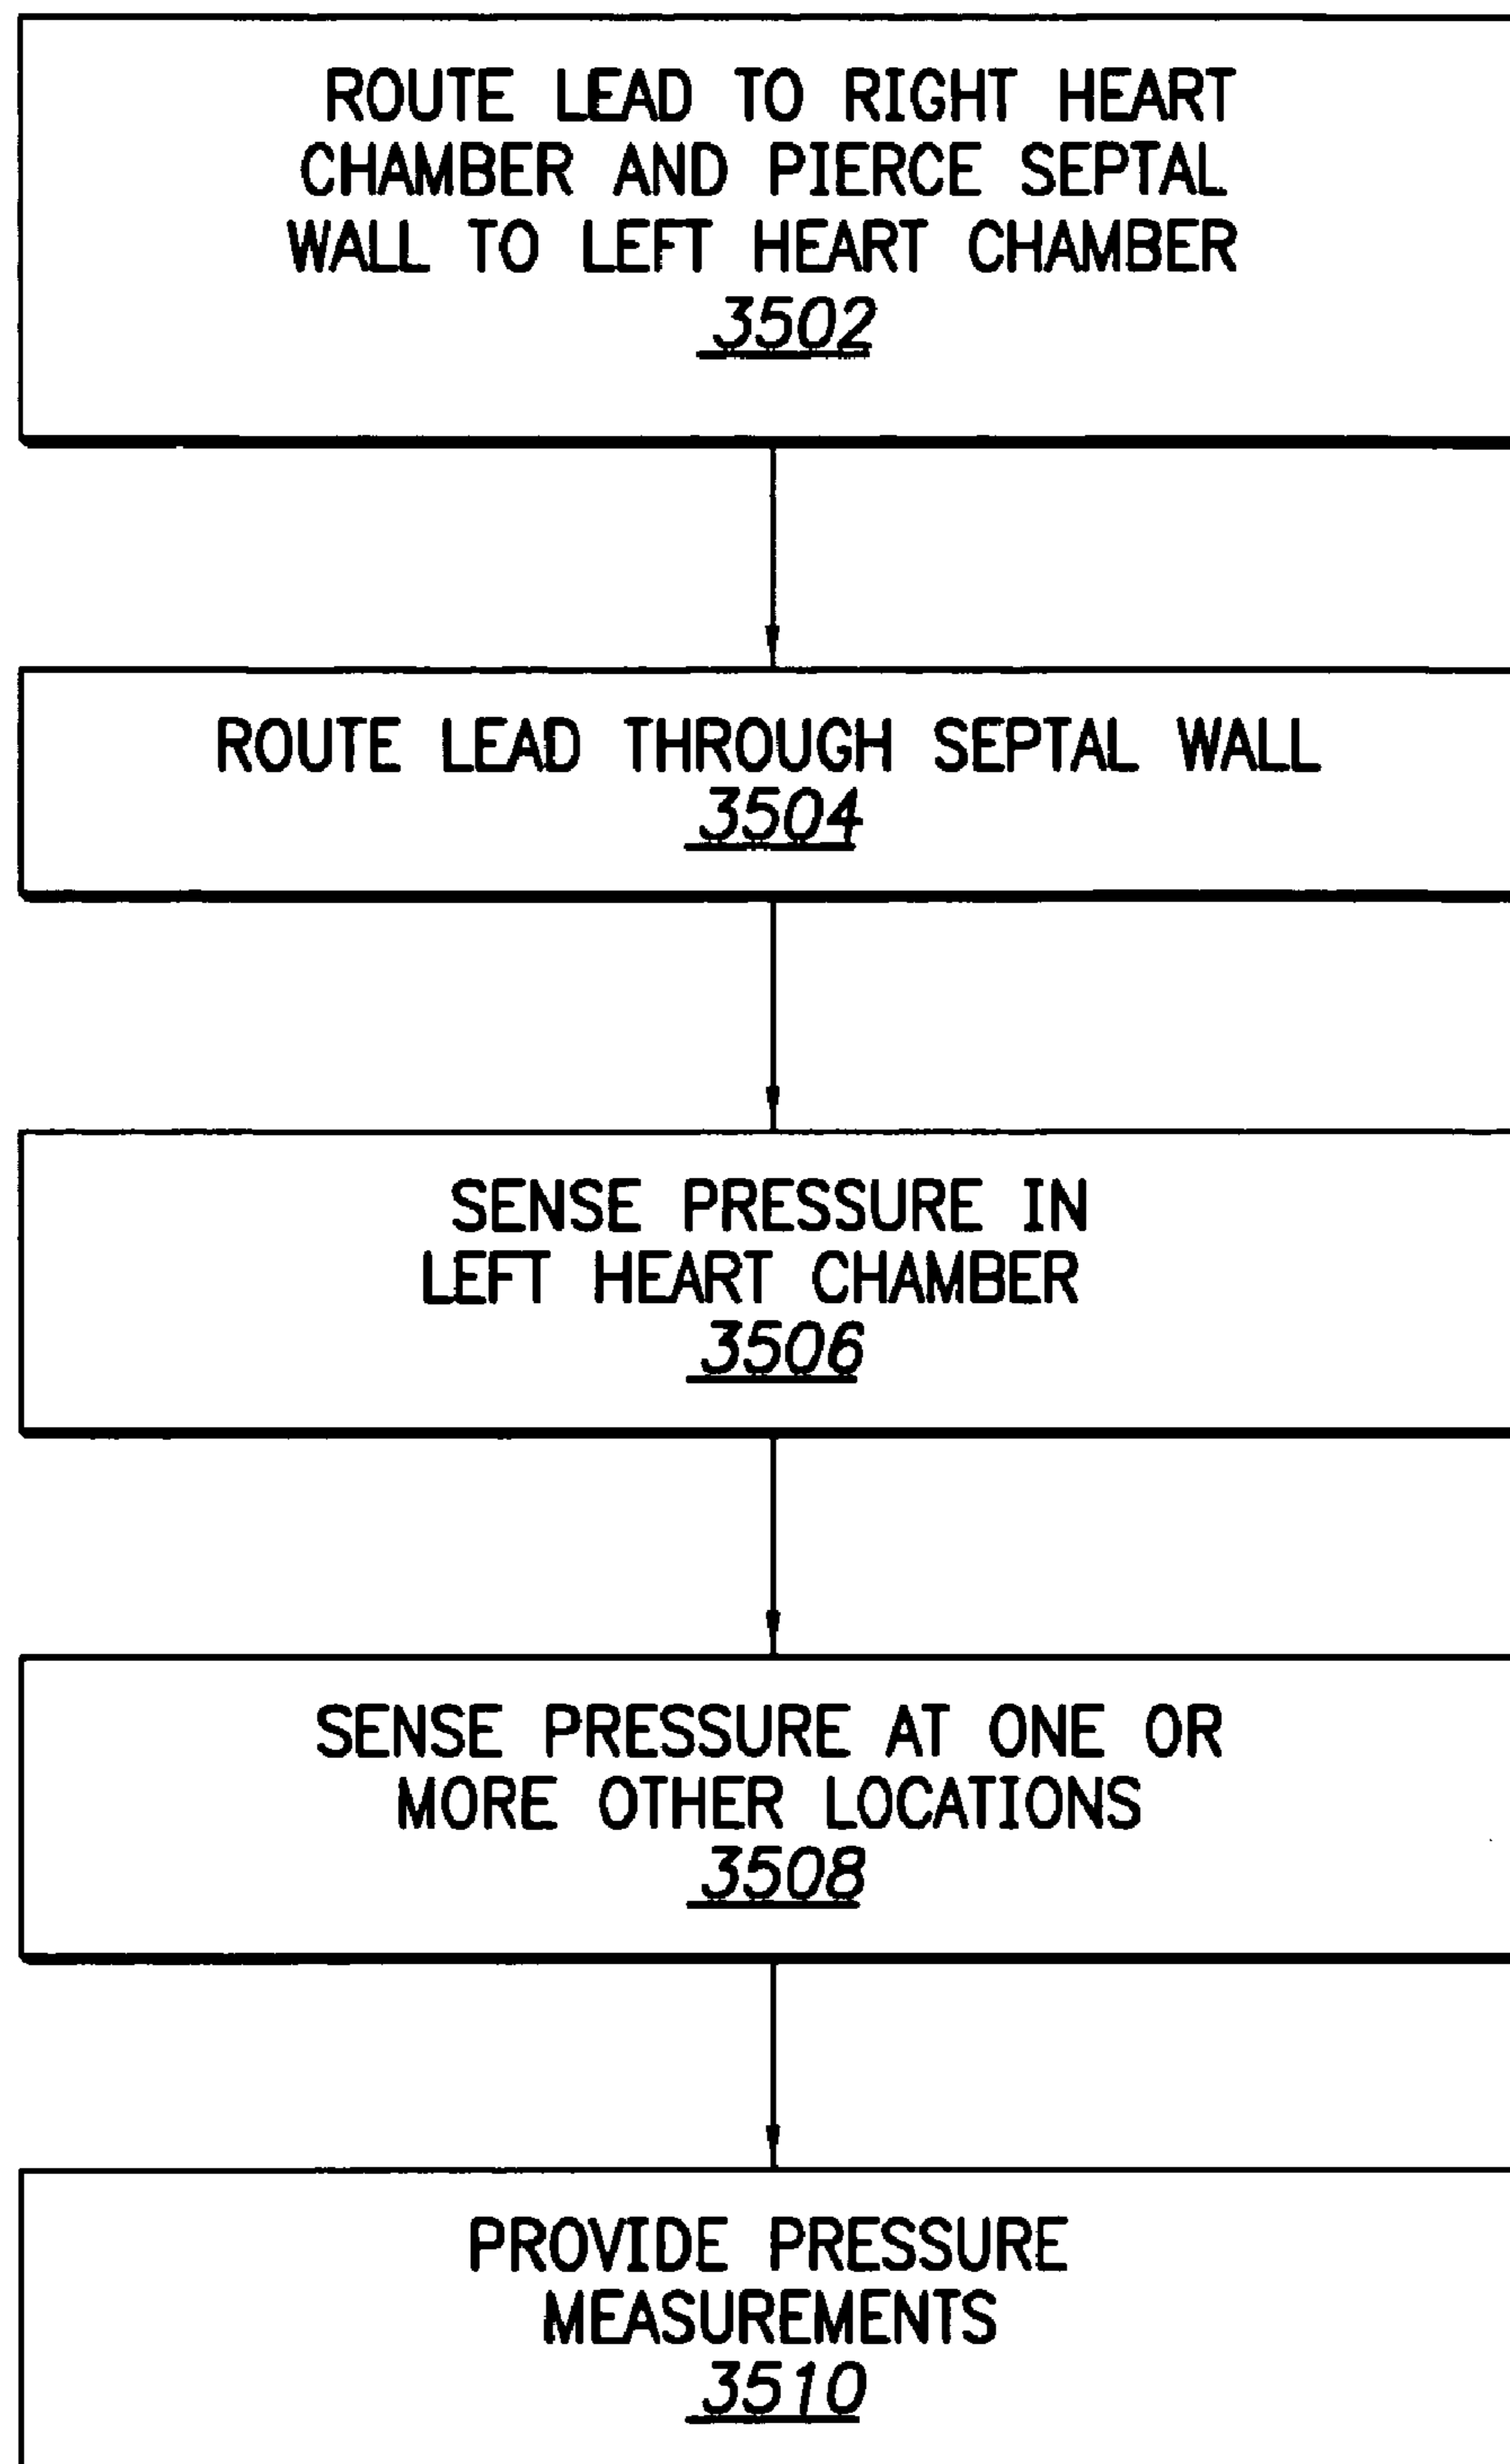 ROUTE LEAD TO RIGHT HEART
CHAMBER AND PIERCE SEPTAL
WALL TO LEFT HEART CHAMBER
3502
ROUTE LEAD THROUGH SEPTAL WALL
3504
SENSE PRESSURE IN
LEFT HEART CHAMBER
3506
SENSE PRESSURE AT ONE OR
MORE OTHER LOCATIONS
3508
PROVIDE PRESSURE
MEASUREMENTS
3510